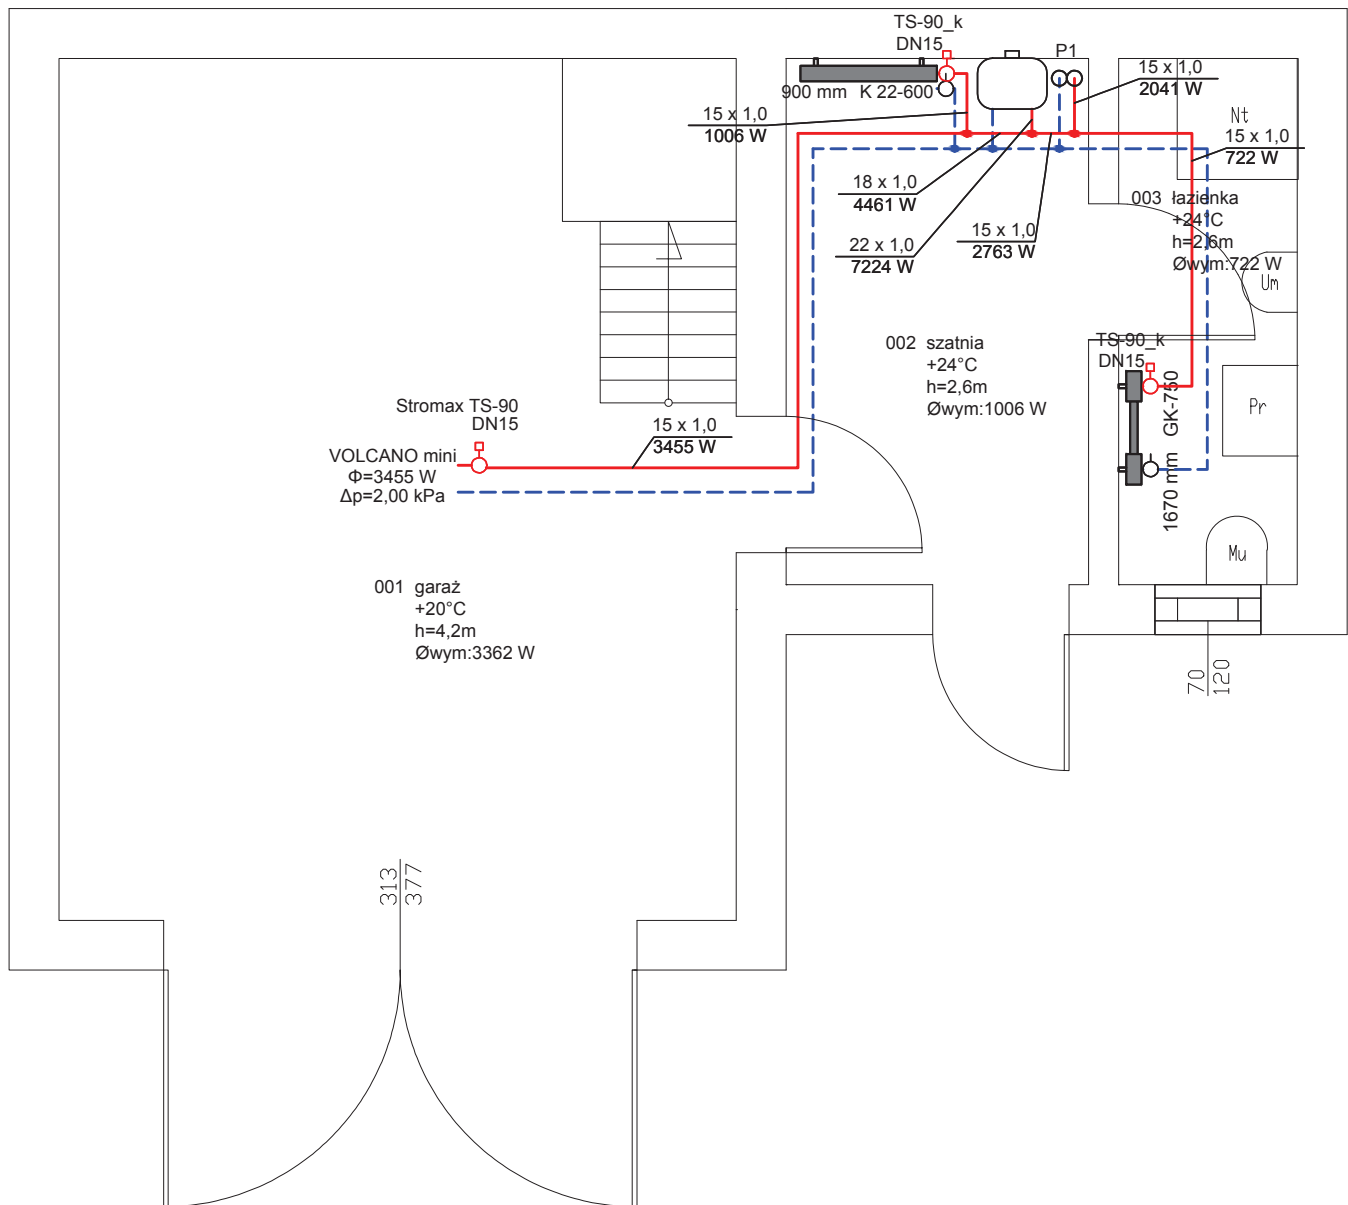 TS-90_k
DN15
P1
900 mm K 22-600
15 x 1,0
2041 W
15 x 1,0
1006 W
Nt
15 x 1,0
722 W
18 x 1,0
4461 W
22 x 1,0
7224 W
15 x 1,0
2763 W
003 łazienka
+24°C
h=2,6m
Øwym:722 W
Um
002 szatnia
+24°C
h=2,6m
Øwym:1006 W
TS-90_k
DN15
1670 mm GK-750
Pr
Mu
Stromax TS-90
DN15
VOLCANO mini
Φ=3455 W
Δp=2,00 kPa
15 x 1,0
3455 W
001 garaż
+20°C
h=4,2m
Øwym:3362 W
70
120
313
377